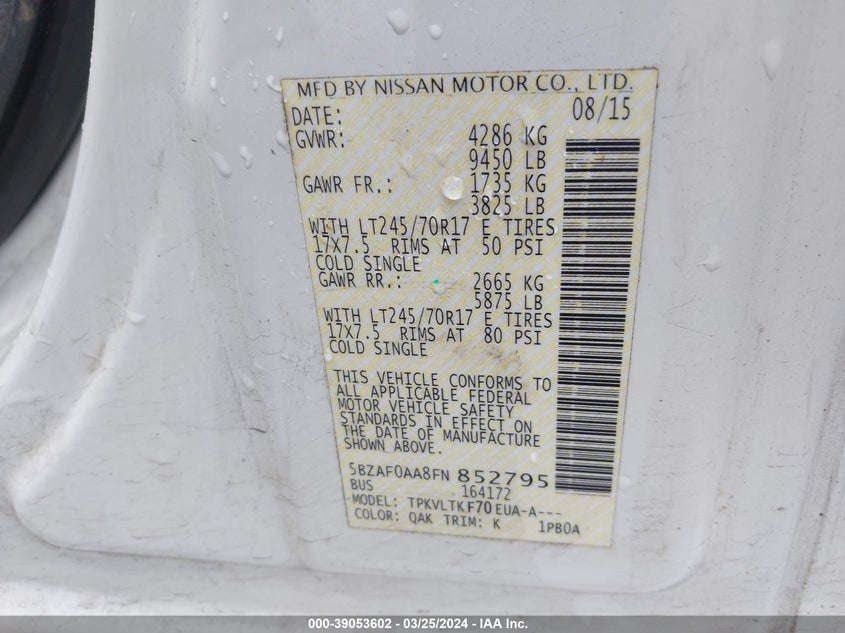 MFD BY NISSAN MOTOR CO., LTD.
DATE: 08/15
GVWR: 4286 KG
9450 LB
GAWR FR.: 1735 KG
3825 LB
WITH LT245/70R17 E TIRES
17X7.5 RIMS AT 50 PSI
COLD SINGLE
GAWR RR.: 2665 KG
5875 LB
WITH LT245/70R17 E TIRES
17X7.5 RIMS AT 80 PSI
COLD SINGLE
THIS VEHICLE CONFORMS TO
ALL APPLICABLE FEDERAL
MOTOR VEHICLE SAFETY
STANDARDS IN EFFECT ON
THE DATE OF MANUFACTURE
SHOWN ABOVE.
5BZAF0AA8FN 852795
BUS 164172
MODEL: TPKVLTKF70EUA-A---
COLOR: QAK TRIM: K 1PB0A
000-39053602 - 03/25/2024 - IAA Inc.